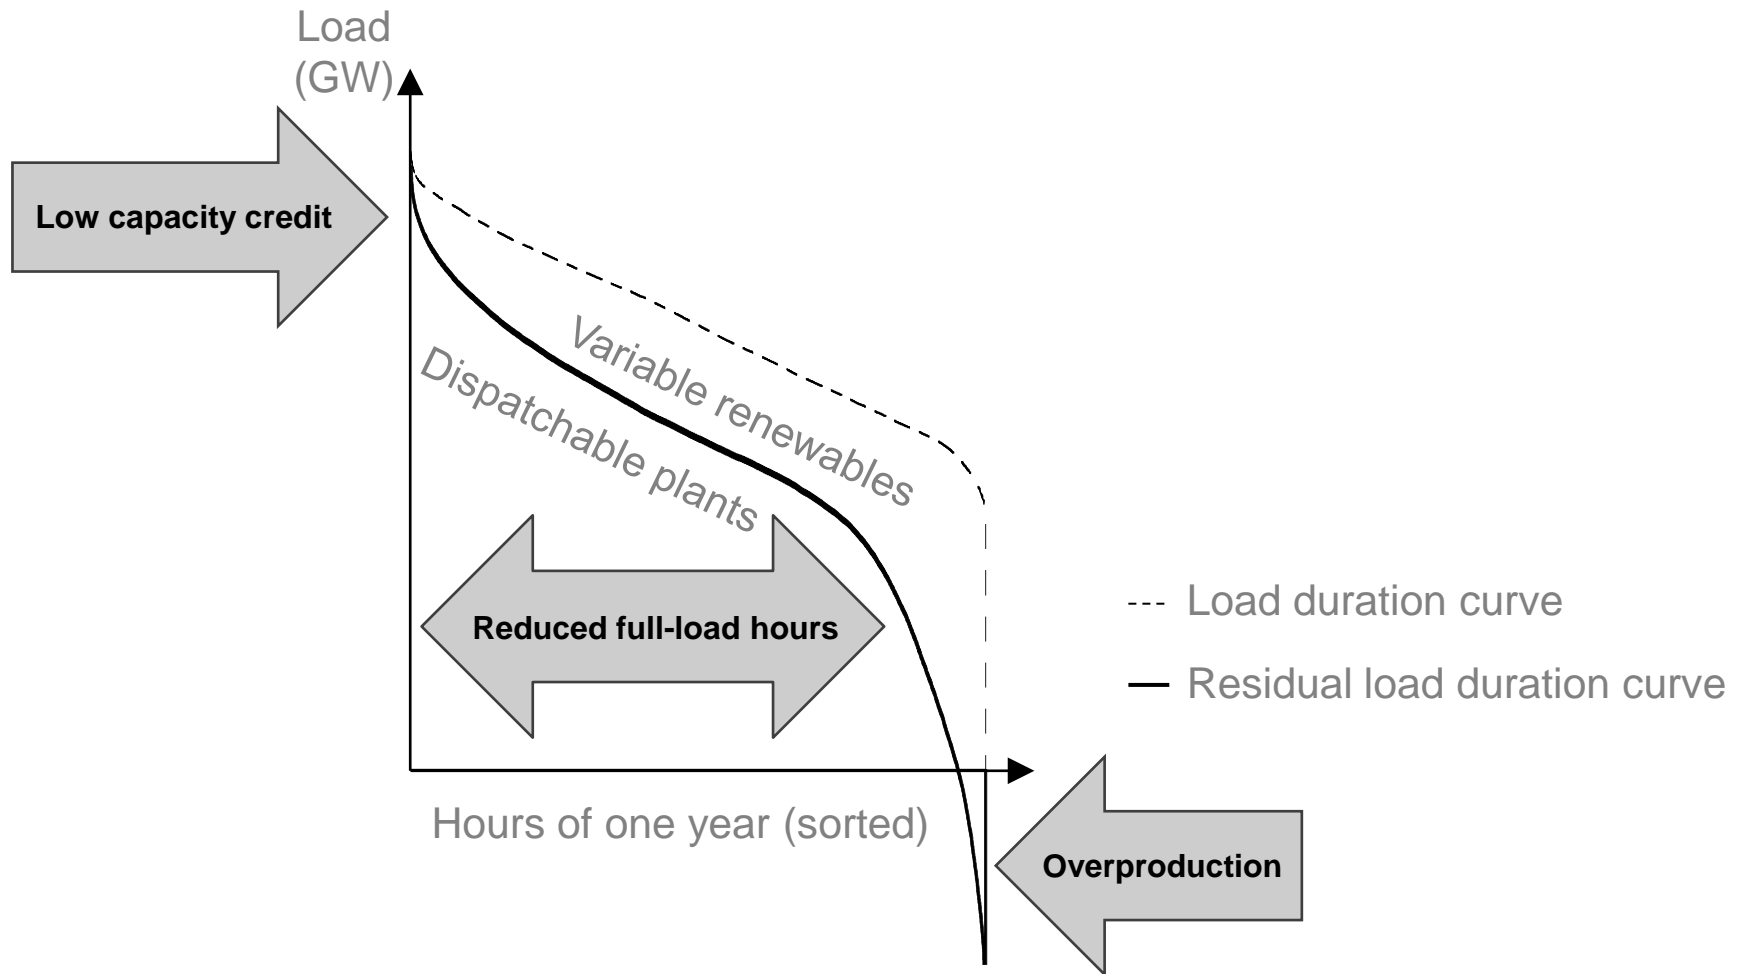 Load
(GW)
Low capacity credit
Variable renewables
Dispatchable plants
Reduced full-load hours
Load duration curve
Residual load duration curve
Hours of one year (sorted)
Overproduction